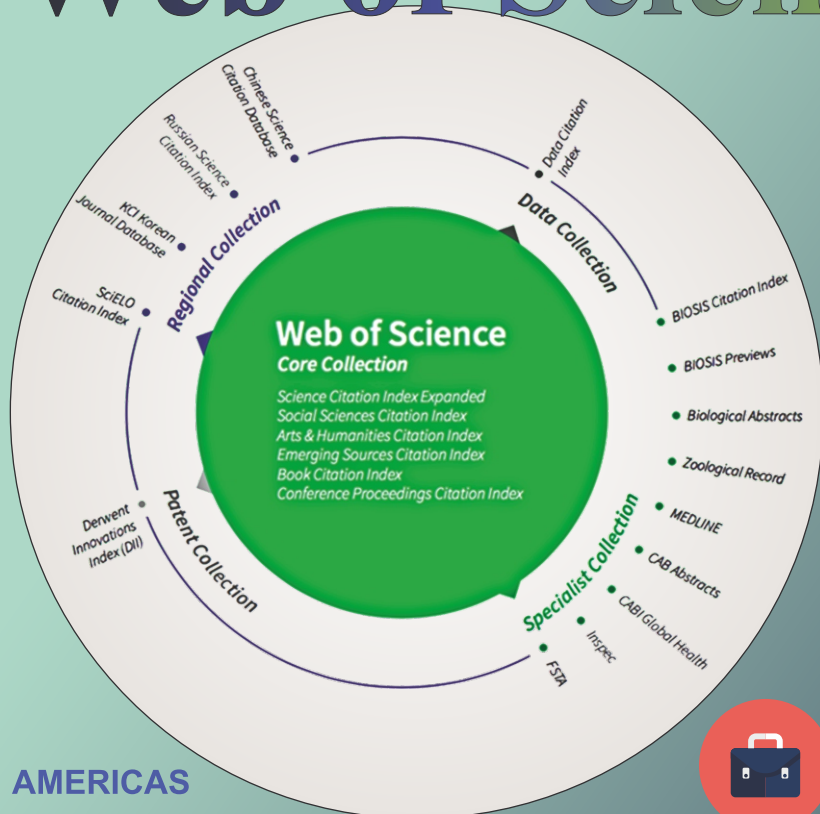 Web of Scien
Chinese Science
Citation Database
Russian Science
Citation Index
KCI Korean
Journal Database
SciELO
Citation Index
Regional Collection
Data Citation
Index
Data Collection
BIOSIS Citation Index
BIOSIS Previews
Biological Abstracts
Zoological Record
MEDLINE
CAB Abstracts
CABI Global Health
Inspec
FSTA
Specialist Collection
Web of Science
Core Collection
Science Citation Index Expanded
Social Sciences Citation Index
Arts & Humanities Citation Index
Emerging Sources Citation Index
Book Citation Index
Conference Proceedings Citation Index
Derwent
Innovations
Index (DII)
Patent Collection
AMERICAS